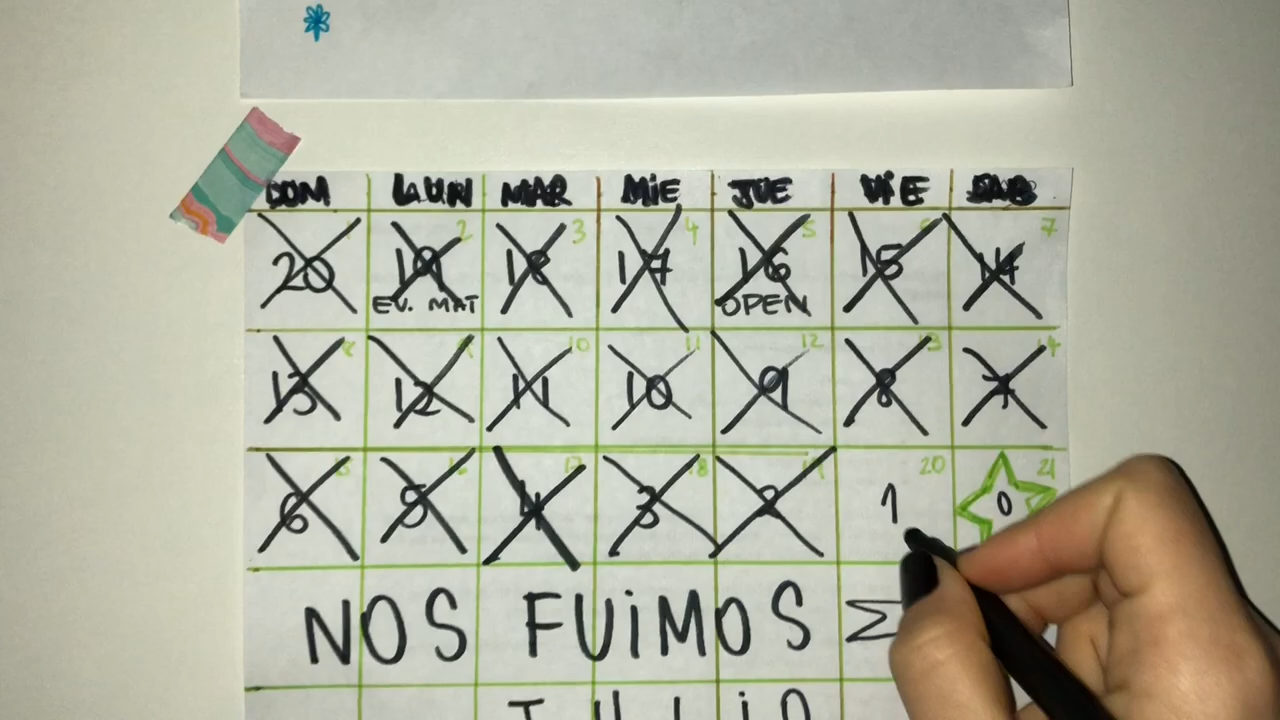 DOM LUN MAR MIE JUE VIE SAB
1 2 3 4 5 6 7
20 19 18 17 16 15 14
EV. MAT OPEN
8 9 10 11 12 13 14
13 12 11 10 9 8 7
15 16 17 18 19 20 21
6 5 4 3 2 1 0
NOS FUiMOS
JULiO